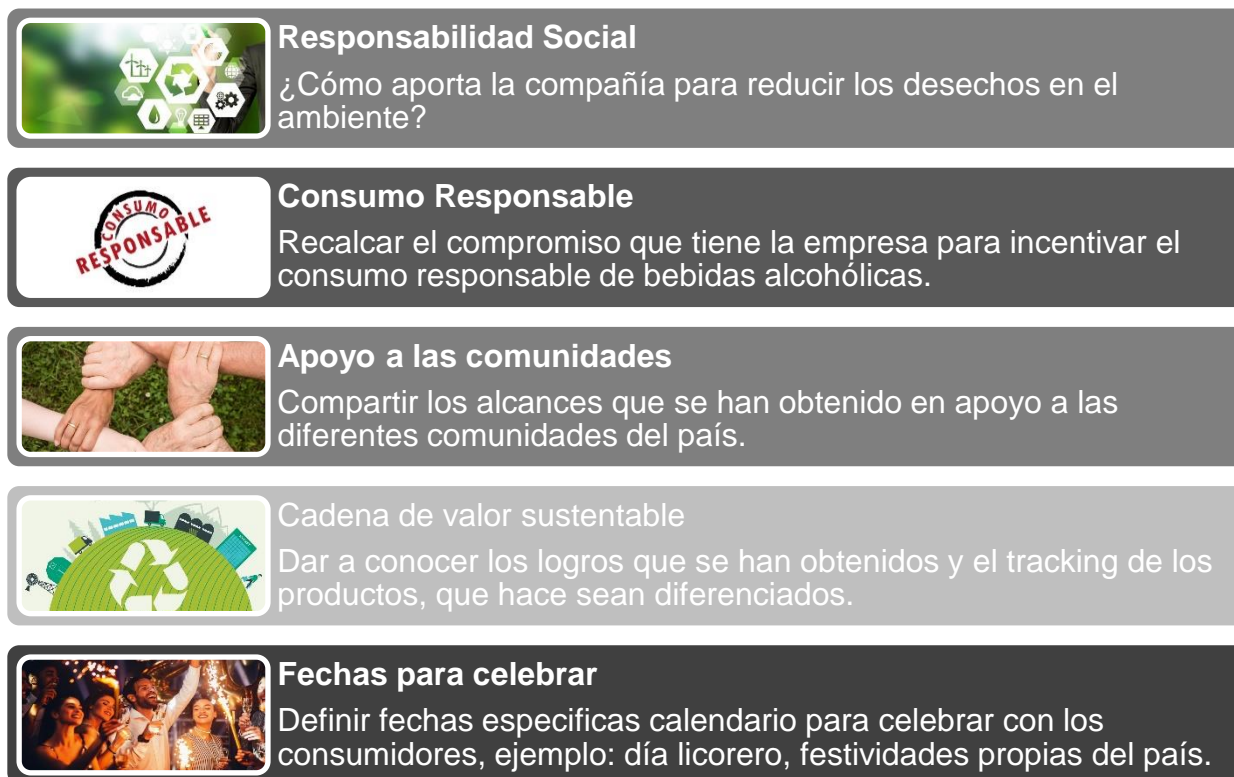 Responsabilidad Social
¿Cómo aporta la compañía para reducir los desechos en el
ambiente?
CONSUMO
RESPONSABLE
Consumo Responsable
Recalcar el compromiso que tiene la empresa para incentivar el
consumo responsable de bebidas alcohólicas.
Apoyo a las comunidades
Compartir los alcances que se han obtenido en apoyo a las
diferentes comunidades del país.
Cadena de valor sustentable
Dar a conocer los logros que se han obtenidos y el tracking de los
productos, que hace sean diferenciados.
Fechas para celebrar
Definir fechas especificas calendario para celebrar con los
consumidores, ejemplo: día licorero, festividades propias del país.